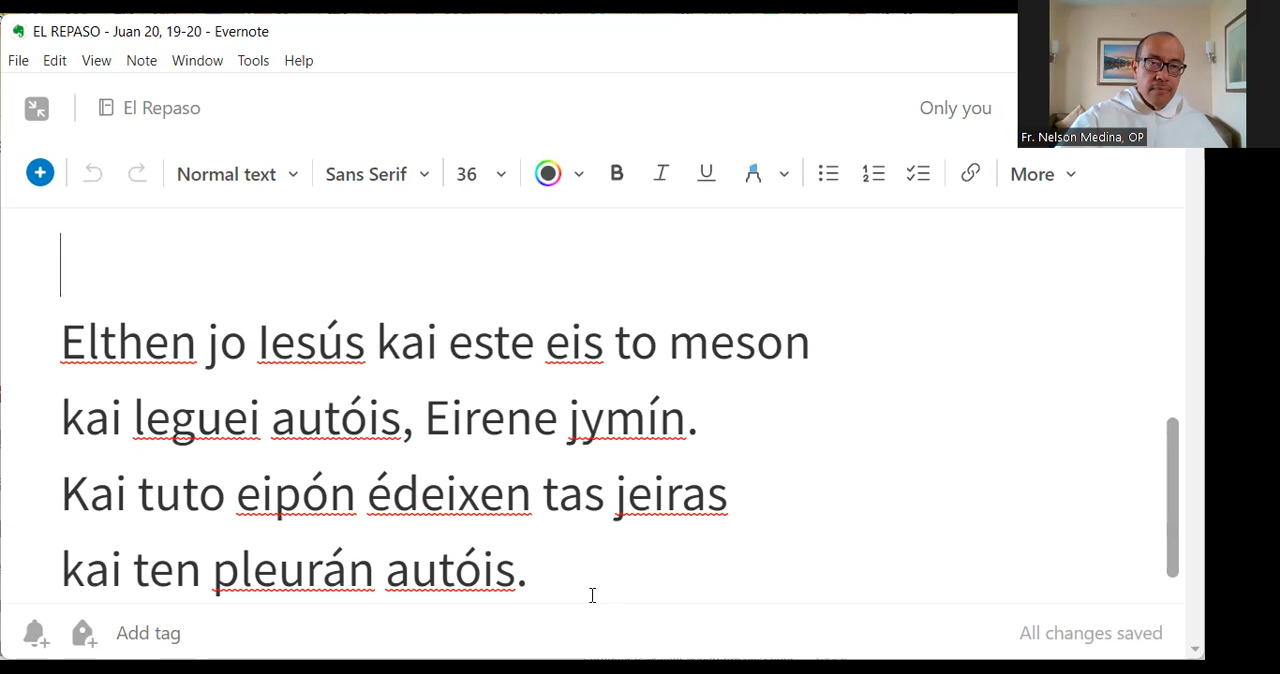 EL REPASO - Juan 20, 19-20 - Evernote
File Edit View Note Window Tools Help
El Repaso
Only you
Fr. Nelson Medina, OP
Normal text Sans Serif 36 B I U More
Elthen jo Iesús kai este eis to meson
kai leguei autóis, Eirene jymín.
Kai tuto eipón édeixen tas jeiras
kai ten pleurán autóis.
Add tag
All changes saved